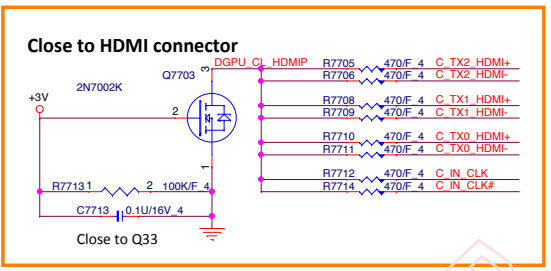 Close to HDMI connector
DGPU_CL_HDMIP
R7705 470/F_4 C_TX2_HDMI+
R7706 470/F_4 C_TX2_HDMI-
Q7703 3
2N7002K
+3V
2
R7708 470/F_4 C_TX1_HDMI+
R7709 470/F_4 C_TX1_HDMI-
R7710 470/F_4 C_TX0_HDMI+
R7711 470/F_4 C_TX0_HDMI-
1
R7712 470/F_4 C_IN_CLK
R7714 470/F_4 C_IN_CLK#
R7713 1 2 100K/F_4
C7713 0.1U/16V_4
Close to Q33